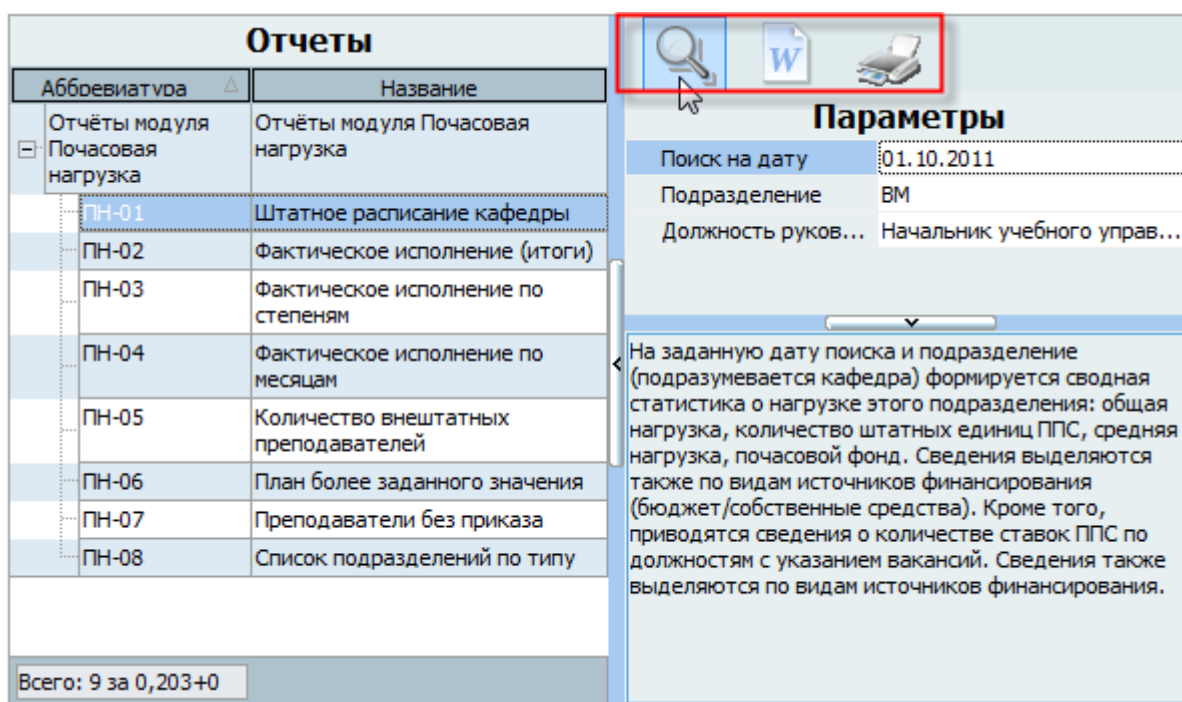 Отчеты
Аббревиатура
Название
Отчёты модуля
Почасовая
нагрузка
Отчёты модуля Почасовая
нагрузка
ПН-01
Штатное расписание кафедры
ПН-02
Фактическое исполнение (итоги)
ПН-03
Фактическое исполнение по
степеням
ПН-04
Фактическое исполнение по
месяцам
ПН-05
Количество внештатных
преподавателей
ПН-06
План более заданного значения
ПН-07
Преподаватели без приказа
ПН-08
Список подразделений по типу
Всего: 9 за 0,203+0
W
Параметры
Поиск на дату
01.10.2011
Подразделение
ВМ
Должность руков...
Начальник учебного управ...
На заданную дату поиска и подразделение
(подразумевается кафедра) формируется сводная
статистика о нагрузке этого подразделения: общая
нагрузка, количество штатных единиц ППС, средняя
нагрузка, почасовой фонд. Сведения выделяются
также по видам источников финансирования
(бюджет/собственные средства). Кроме того,
приводятся сведения о количестве ставок ППС по
должностям с указанием вакансий. Сведения также
выделяются по видам источников финансирования.